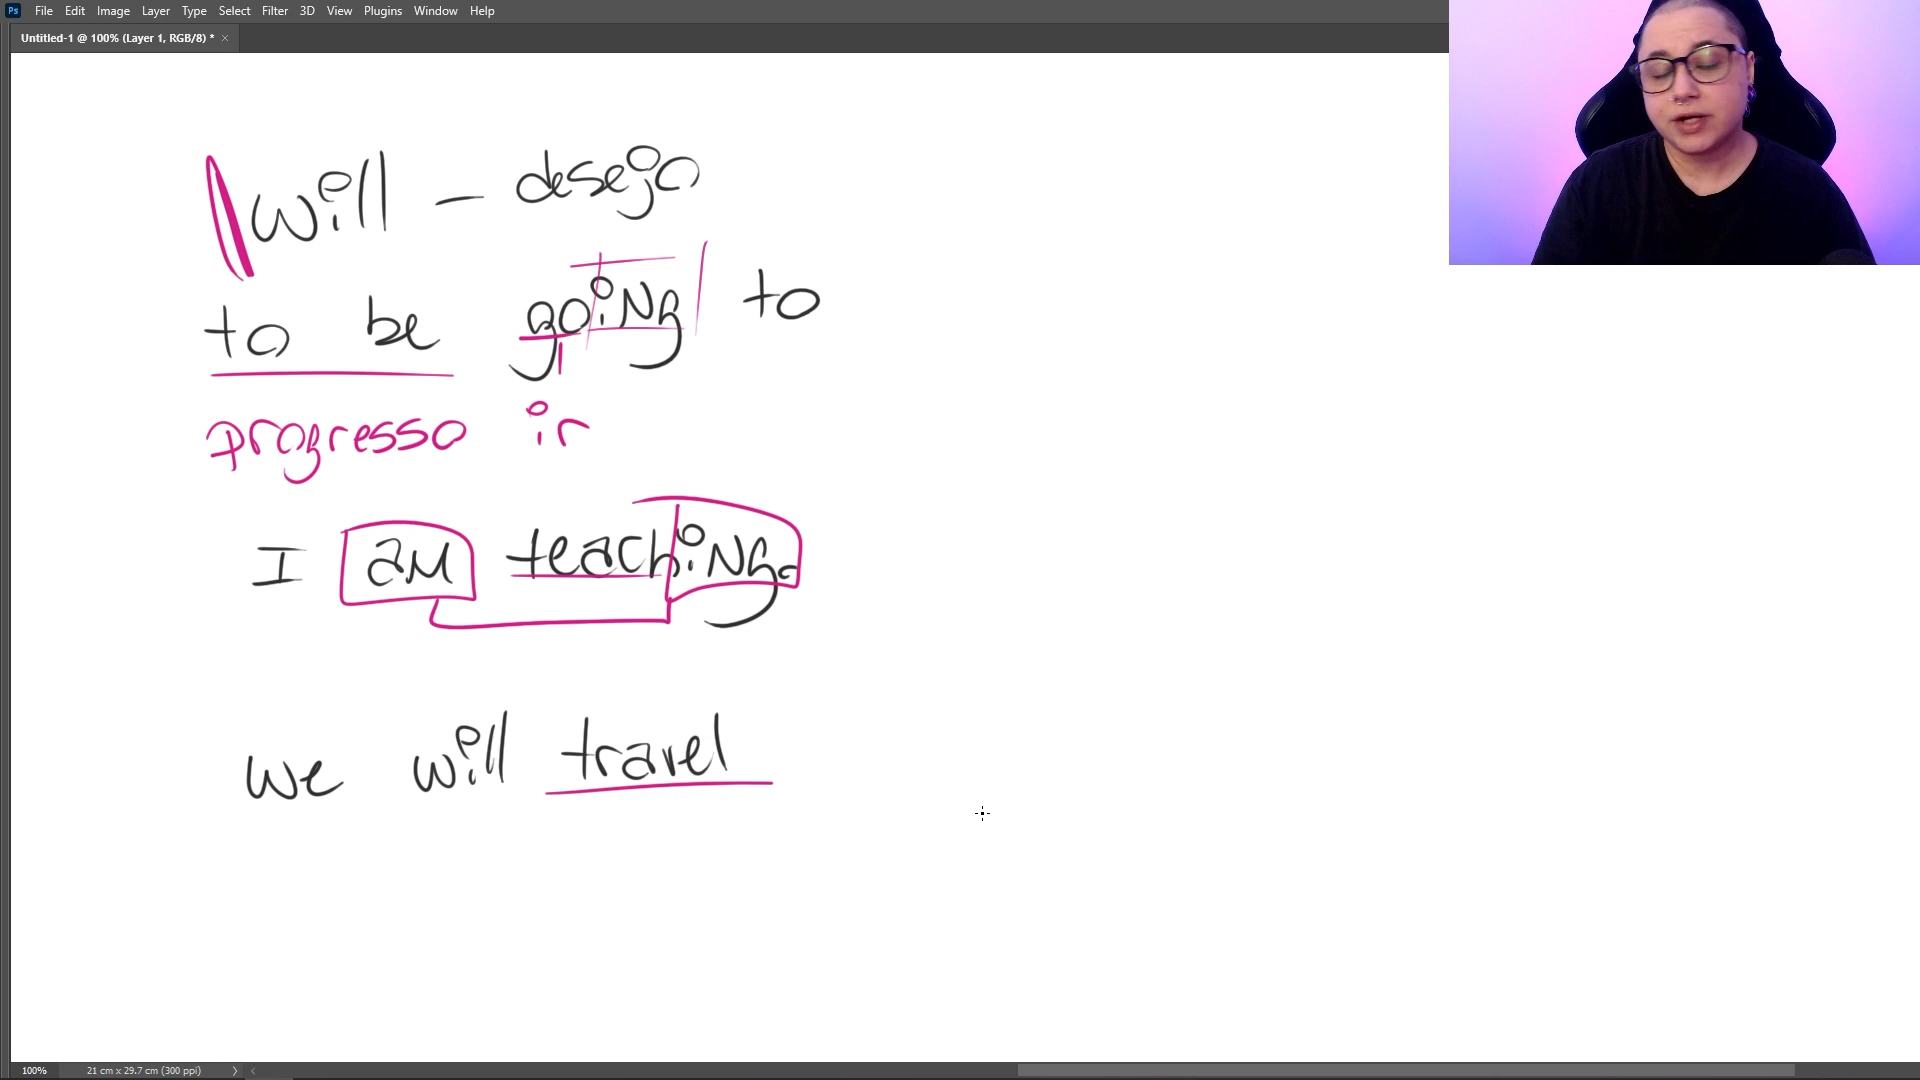 Ps File Edit Image Layer Type Select Filter 3D View Plugins Window Help
Untitled-1 @ 100% (Layer 1, RGB/8) * ×
will – desejo
to be going to
progresso ir
I am teaching.
we will travel
100% 21 cm x 29.7 cm (300 ppi) > <